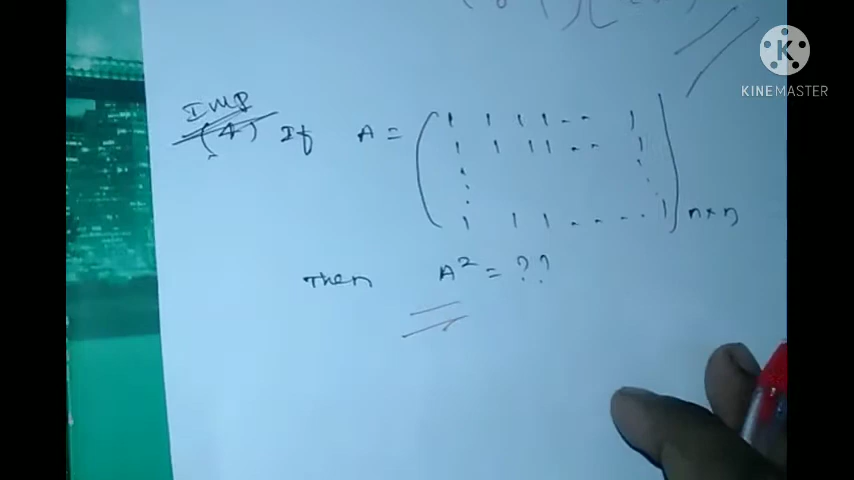 K
KINEMASTER
IMP
(4) If A = ( 1 1 1 1 - - 1
1 1 1 1 - - 1
1 1 1 - - - - 1 ) n×n
Then A² = ??